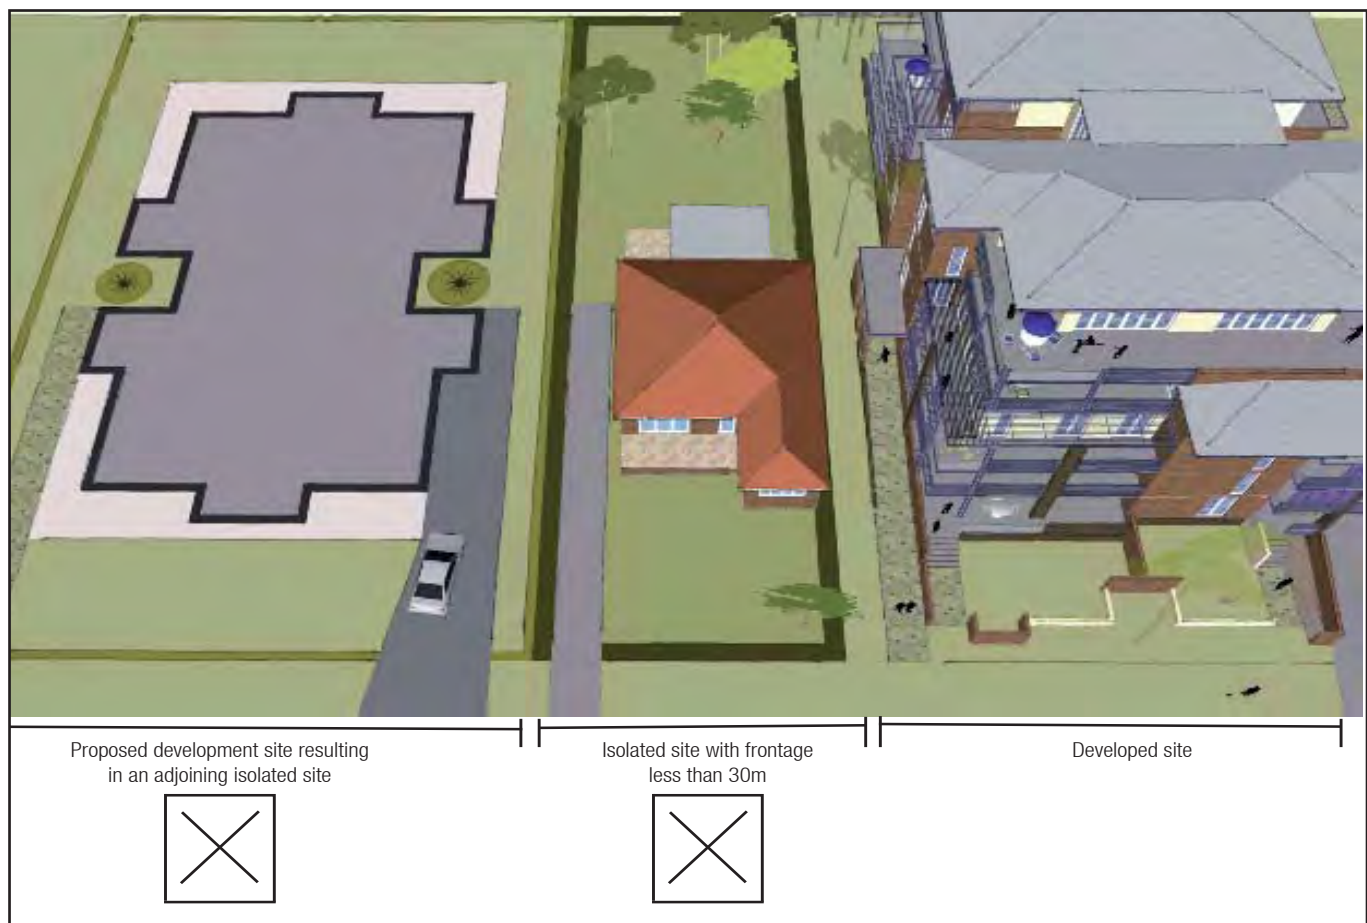 Proposed development site resulting
in an adjoining isolated site
Isolated site with frontage
less than 30m
Developed site